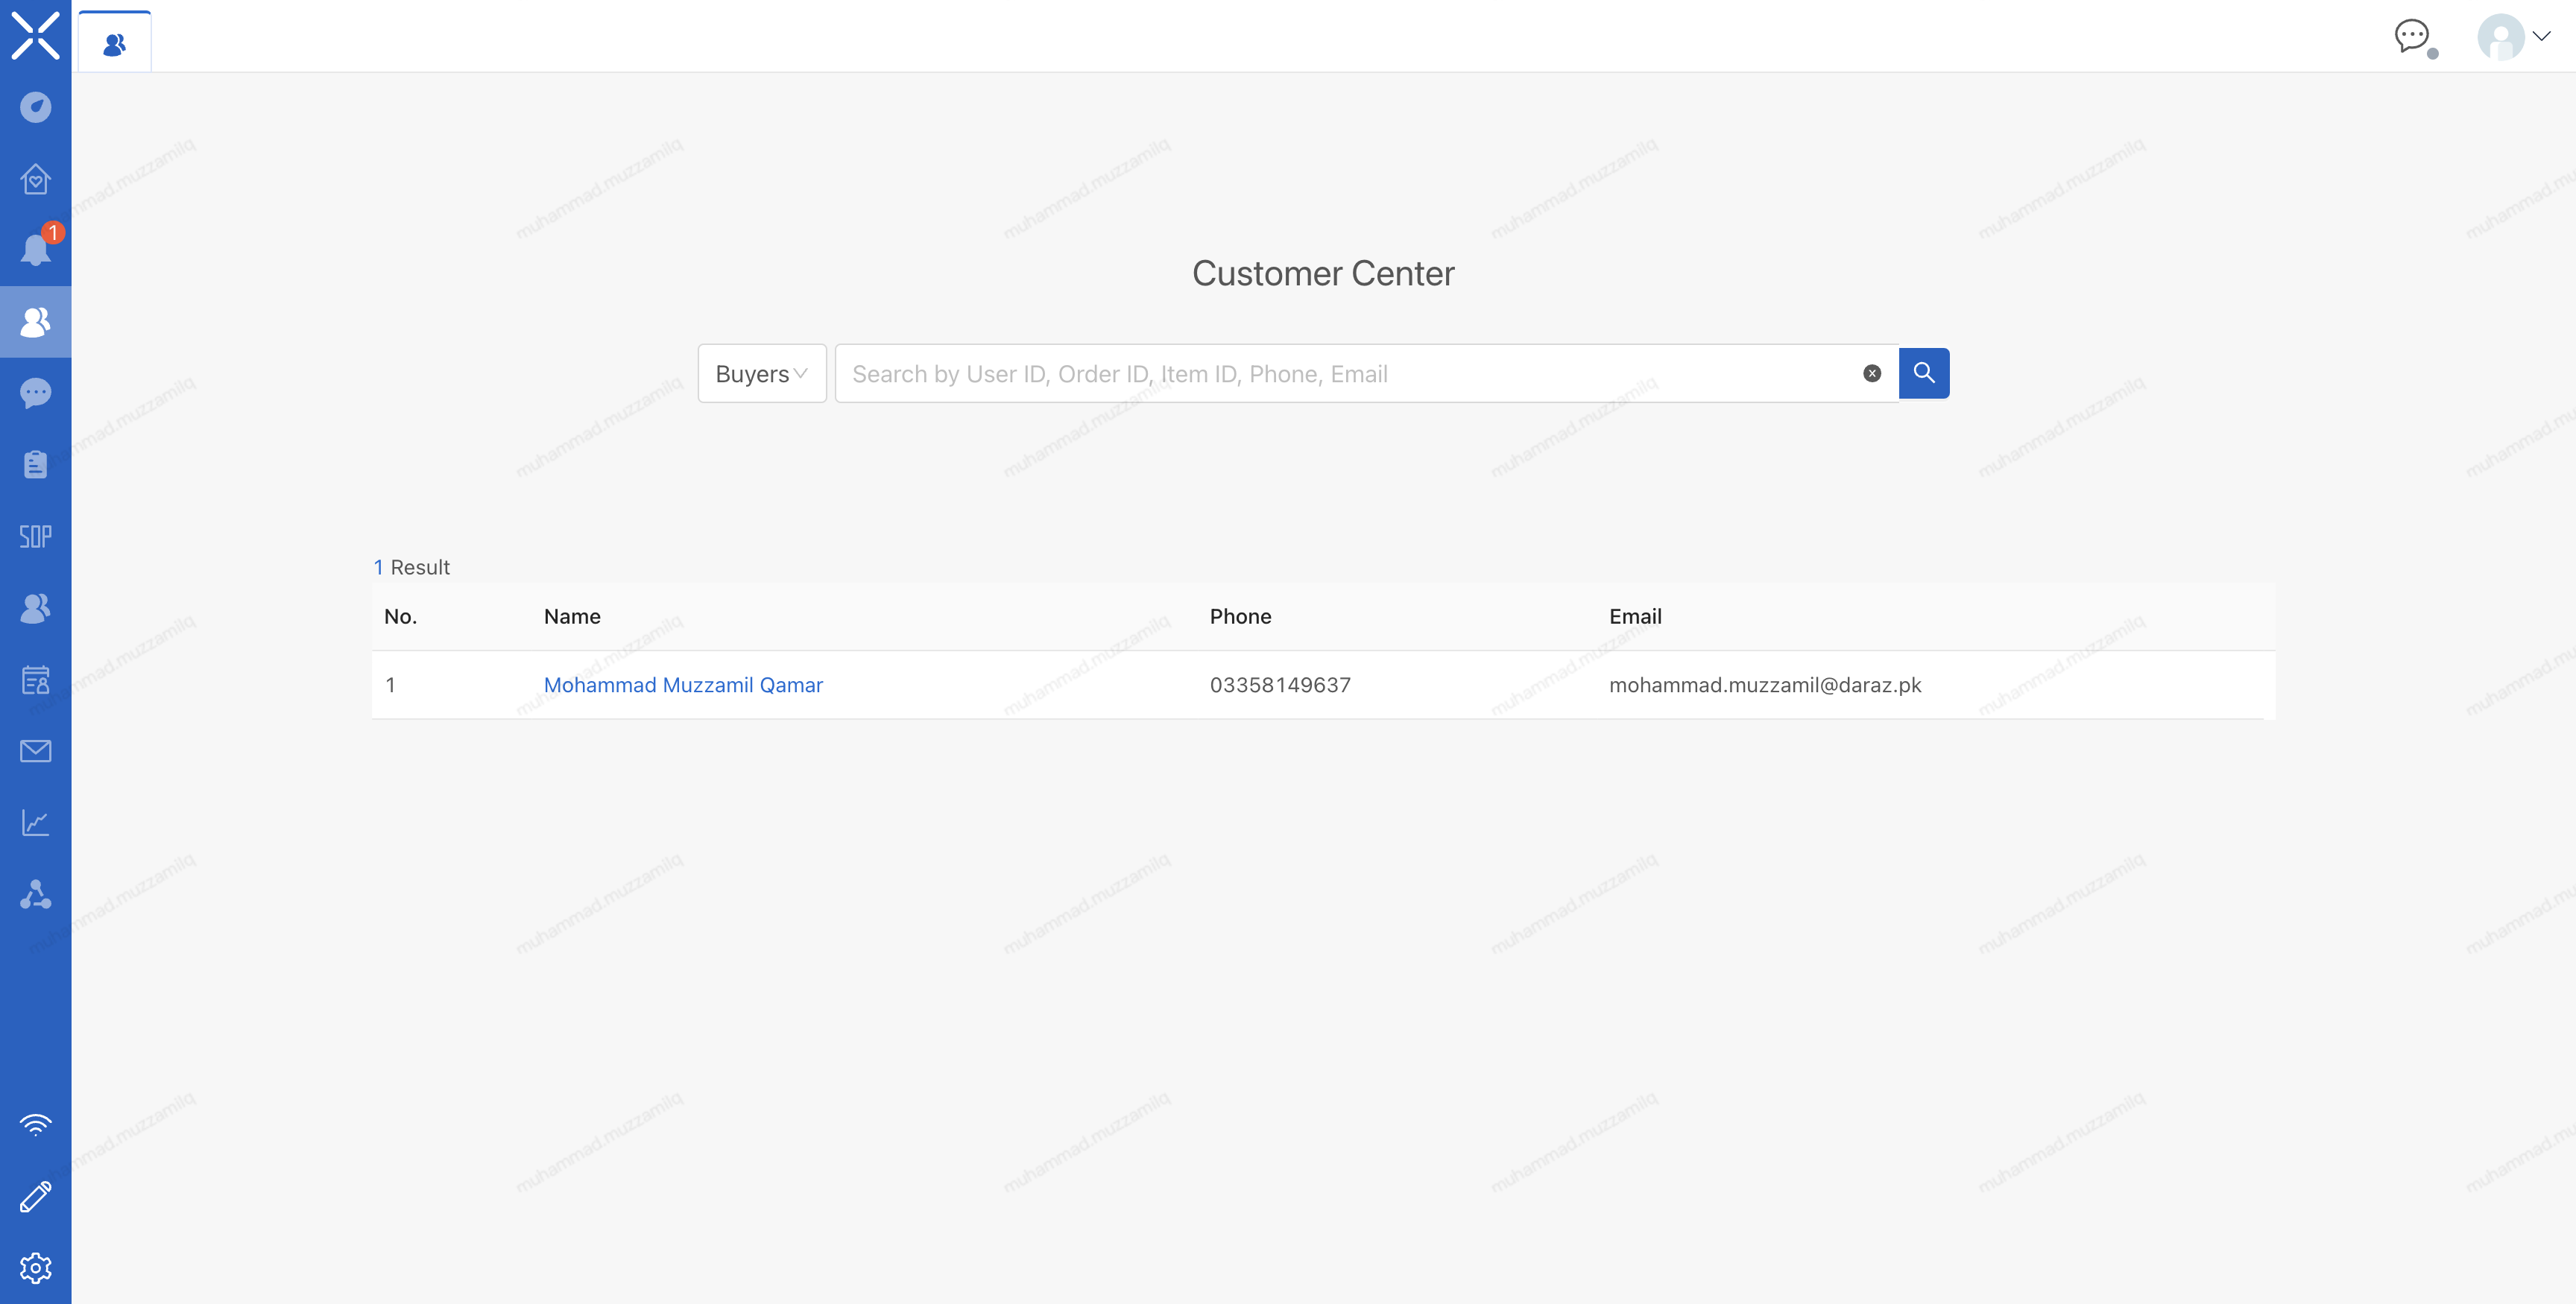 1
Customer Center
Buyers
Search by User ID, Order ID, Item ID, Phone, Email
SOP
1 Result
No. Name Phone Email
1 Mohammad Muzzamil Qamar 03358149637 mohammad.muzzamil@daraz.pk
muhammad.muzzamilq